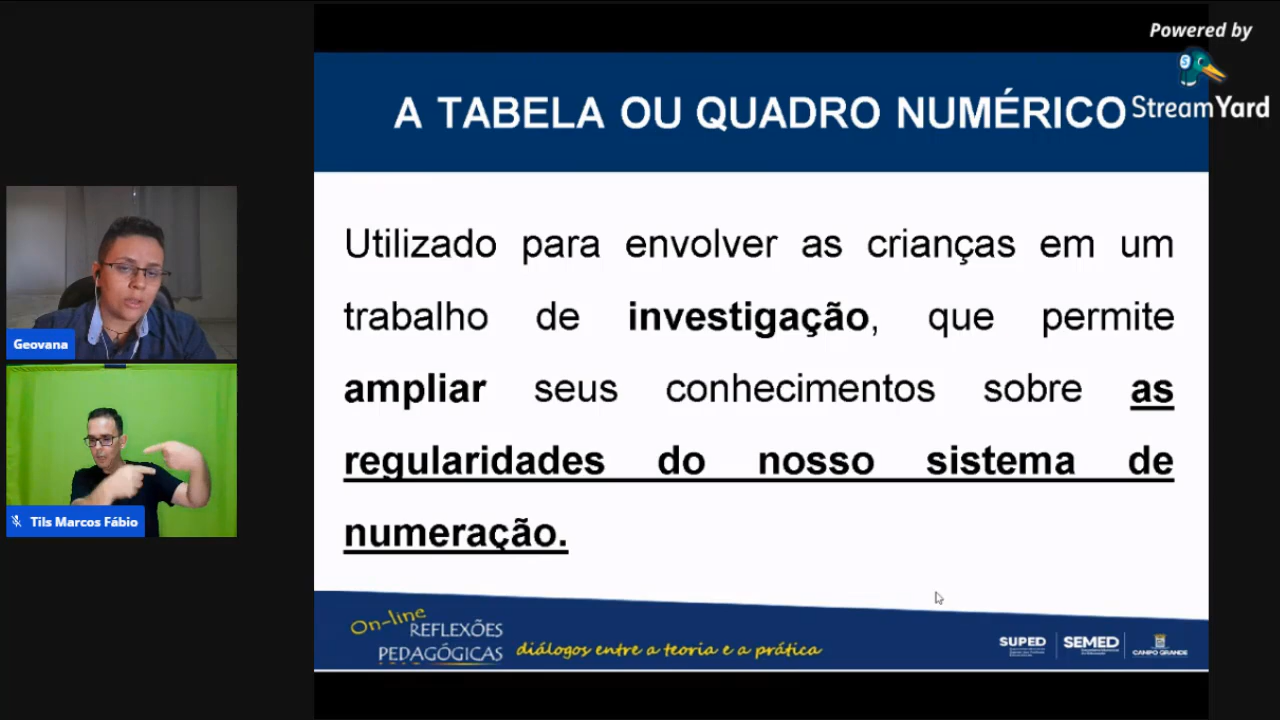 Powered by
StreamYard
A TABELA OU QUADRO NUMÉRICO
Utilizado para envolver as crianças em um
trabalho de investigação, que permite
ampliar seus conhecimentos sobre as
regularidades do nosso sistema de
numeração.
Geovana
Tils Marcos Fábio
On-line
REFLEXÕES
PEDAGÓGICAS
diálogos entre a teoria e a prática
SUPED
SEMED
CAMPO GRANDE